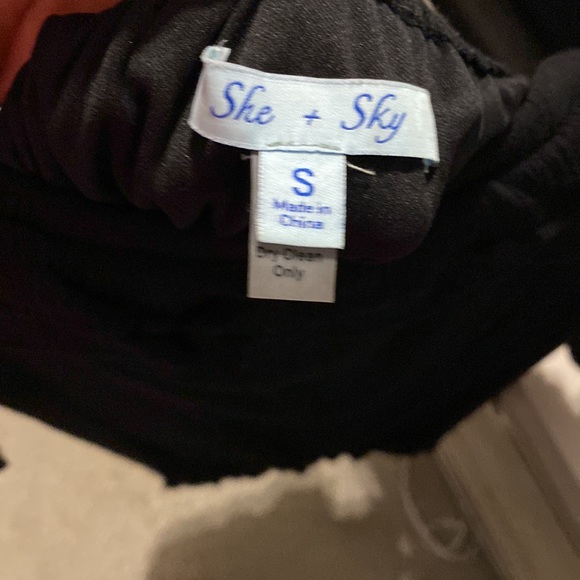 She + Sky
S
Made in
China
Dry Clean
Only